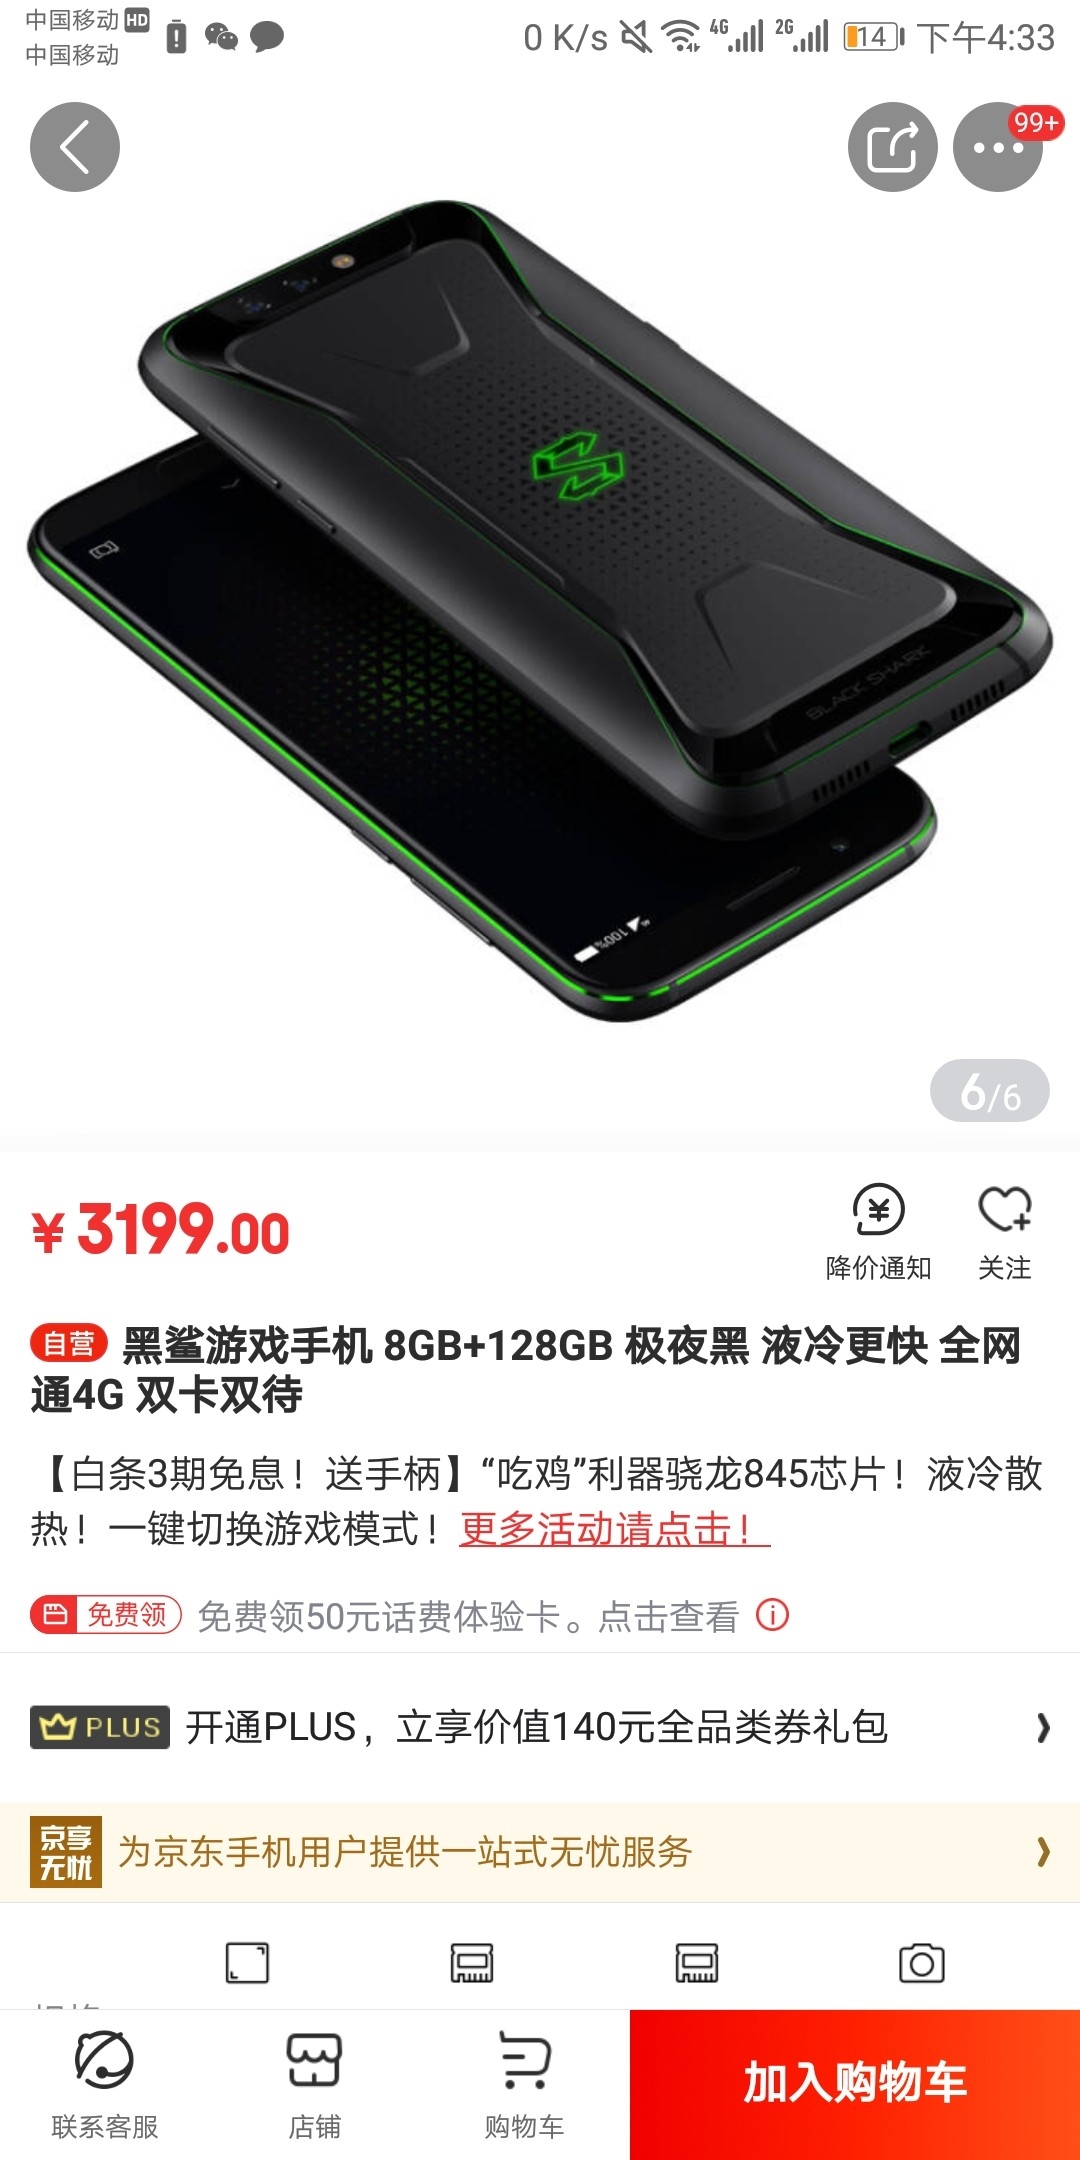 中国移动 HD
中国移动
0 K/s 4G 2G 14 下午4:33
99+
BLACK SHARK
100%
6/6
¥ 3199.00
降价通知 关注
自营 黑鲨游戏手机 8GB+128GB 极夜黑 液冷更快 全网
通4G 双卡双待
【白条3期免息！送手柄】“吃鸡”利器骁龙845芯片！液冷散
热！一键切换游戏模式！更多活动请点击！
免费领 免费领50元话费体验卡。点击查看
PLUS 开通PLUS，立享价值140元全品类券礼包
京享
无忧 为京东手机用户提供一站式无忧服务
联系客服 店铺 购物车 加入购物车